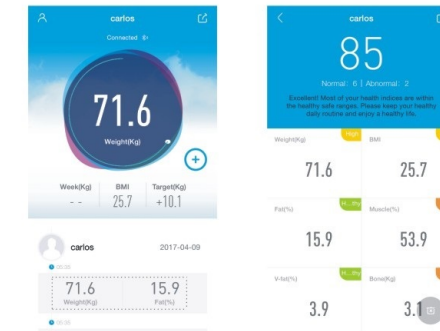 carlos
Connected
71.6
Weight(Kg)
Week(Kg) BMI Target(Kg)
- - 25.7 +10.1
carlos 2017-04-09
71.6 15.9
Weight(Kg) Fat(%)
carlos
85
Normal: 6 | Abnormal: 2
Excellent! Most of your health indices are within
the healthy safe ranges. Please keep your healthy
daily routine and enjoy a healthy life.
Weight(Kg) High BMI
71.6 25.7
Fat(%) H...thy Muscle(%)
15.9 53.9
V-fat(%) H...thy Bone(Kg)
3.9 3.1